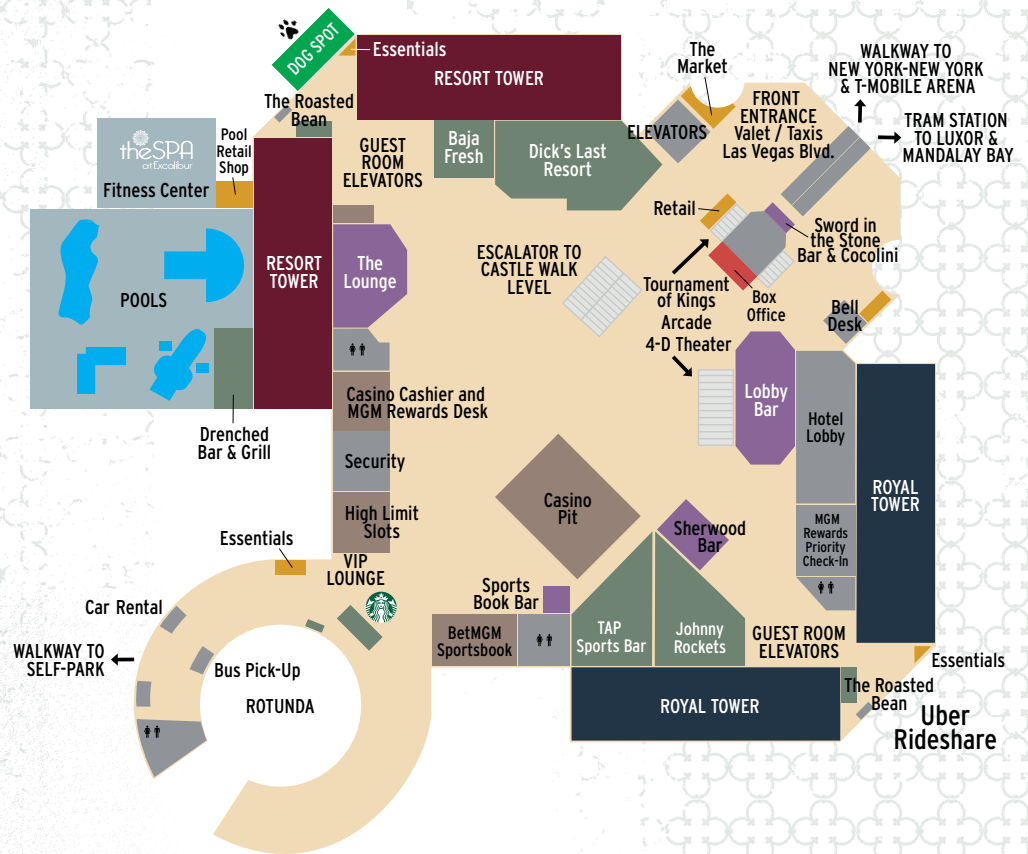 DOG SPOT
Essentials
RESORT TOWER
The
Market
WALKWAY TO
NEW YORK-NEW YORK
& T-MOBILE ARENA
The Roasted
Bean
FRONT
ENTRANCE
Valet / Taxis
Las Vegas Blvd.
TRAM STATION
TO LUXOR &
MANDALAY BAY
ELEVATORS
theSPA
at Excalibur
Fitness Center
Pool
Retail
Shop
GUEST
ROOM
ELEVATORS
Baja
Fresh
Dick's Last
Resort
Retail
Sword in
the Stone
Bar & Cocolini
POOLS
RESORT
TOWER
The
Lounge
ESCALATOR TO
CASTLE WALK
LEVEL
Tournament
of Kings
Arcade
4-D Theater
Box
Office
Bell
Desk
Casino Cashier and
MGM Rewards Desk
Lobby
Bar
Hotel
Lobby
Drenched
Bar & Grill
Security
High Limit
Slots
Casino
Pit
ROYAL
TOWER
Sherwood
Bar
MGM
Rewards
Priority
Check-In
Essentials
VIP
LOUNGE
Sports
Book Bar
Car Rental
BetMGM
Sportsbook
TAP
Sports Bar
Johnny
Rockets
GUEST ROOM
ELEVATORS
WALKWAY TO
SELF-PARK
Bus Pick-Up
ROTUNDA
ROYAL TOWER
Essentials
The Roasted
Bean
Uber
Rideshare